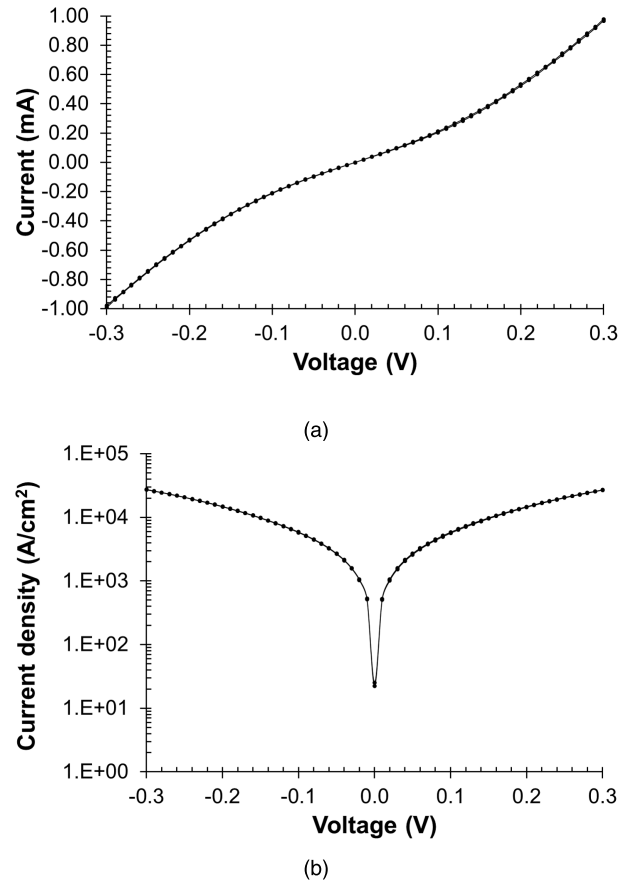 1.00
0.80
0.60
0.40
0.20
0.00
-0.20
-0.40
-0.60
-0.80
-1.00
Current (mA)
-0.3 -0.2 -0.1 0.0 0.1 0.2 0.3
Voltage (V)
(a)
1.E+05
1.E+04
1.E+03
1.E+02
1.E+01
1.E+00
Current density (A/cm²)
-0.3 -0.2 -0.1 0.0 0.1 0.2 0.3
Voltage (V)
(b)